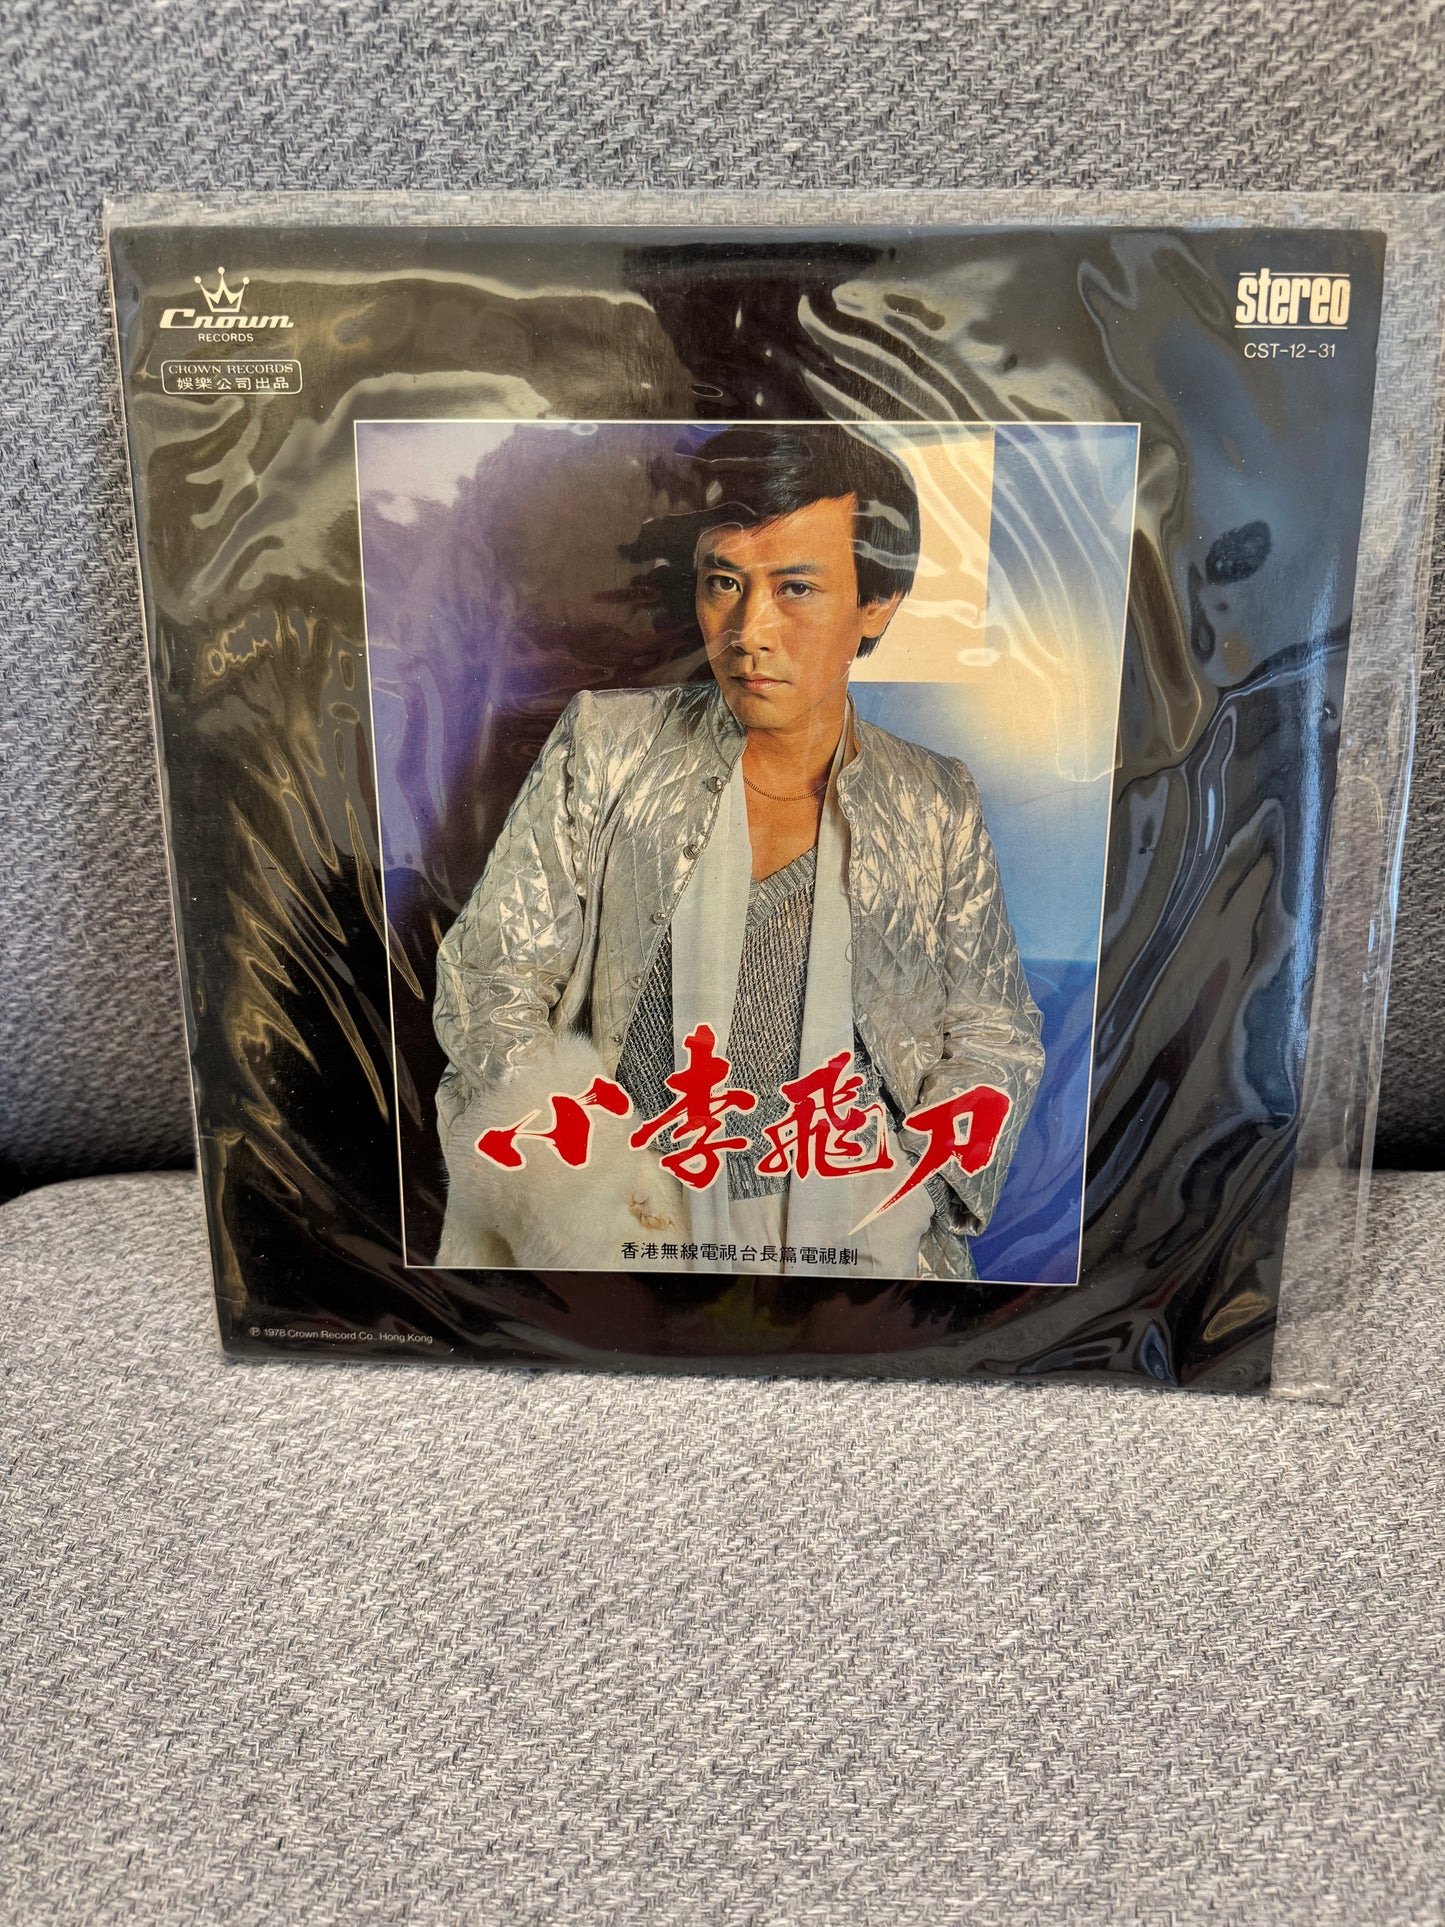 Crown
RECORDS
CROWN RECORDS
娛樂公司出品
stereo
CST-12-31
小李飛刀
香港無線電視台長篇電視劇
℗ 1978 Crown Record Co., Hong Kong